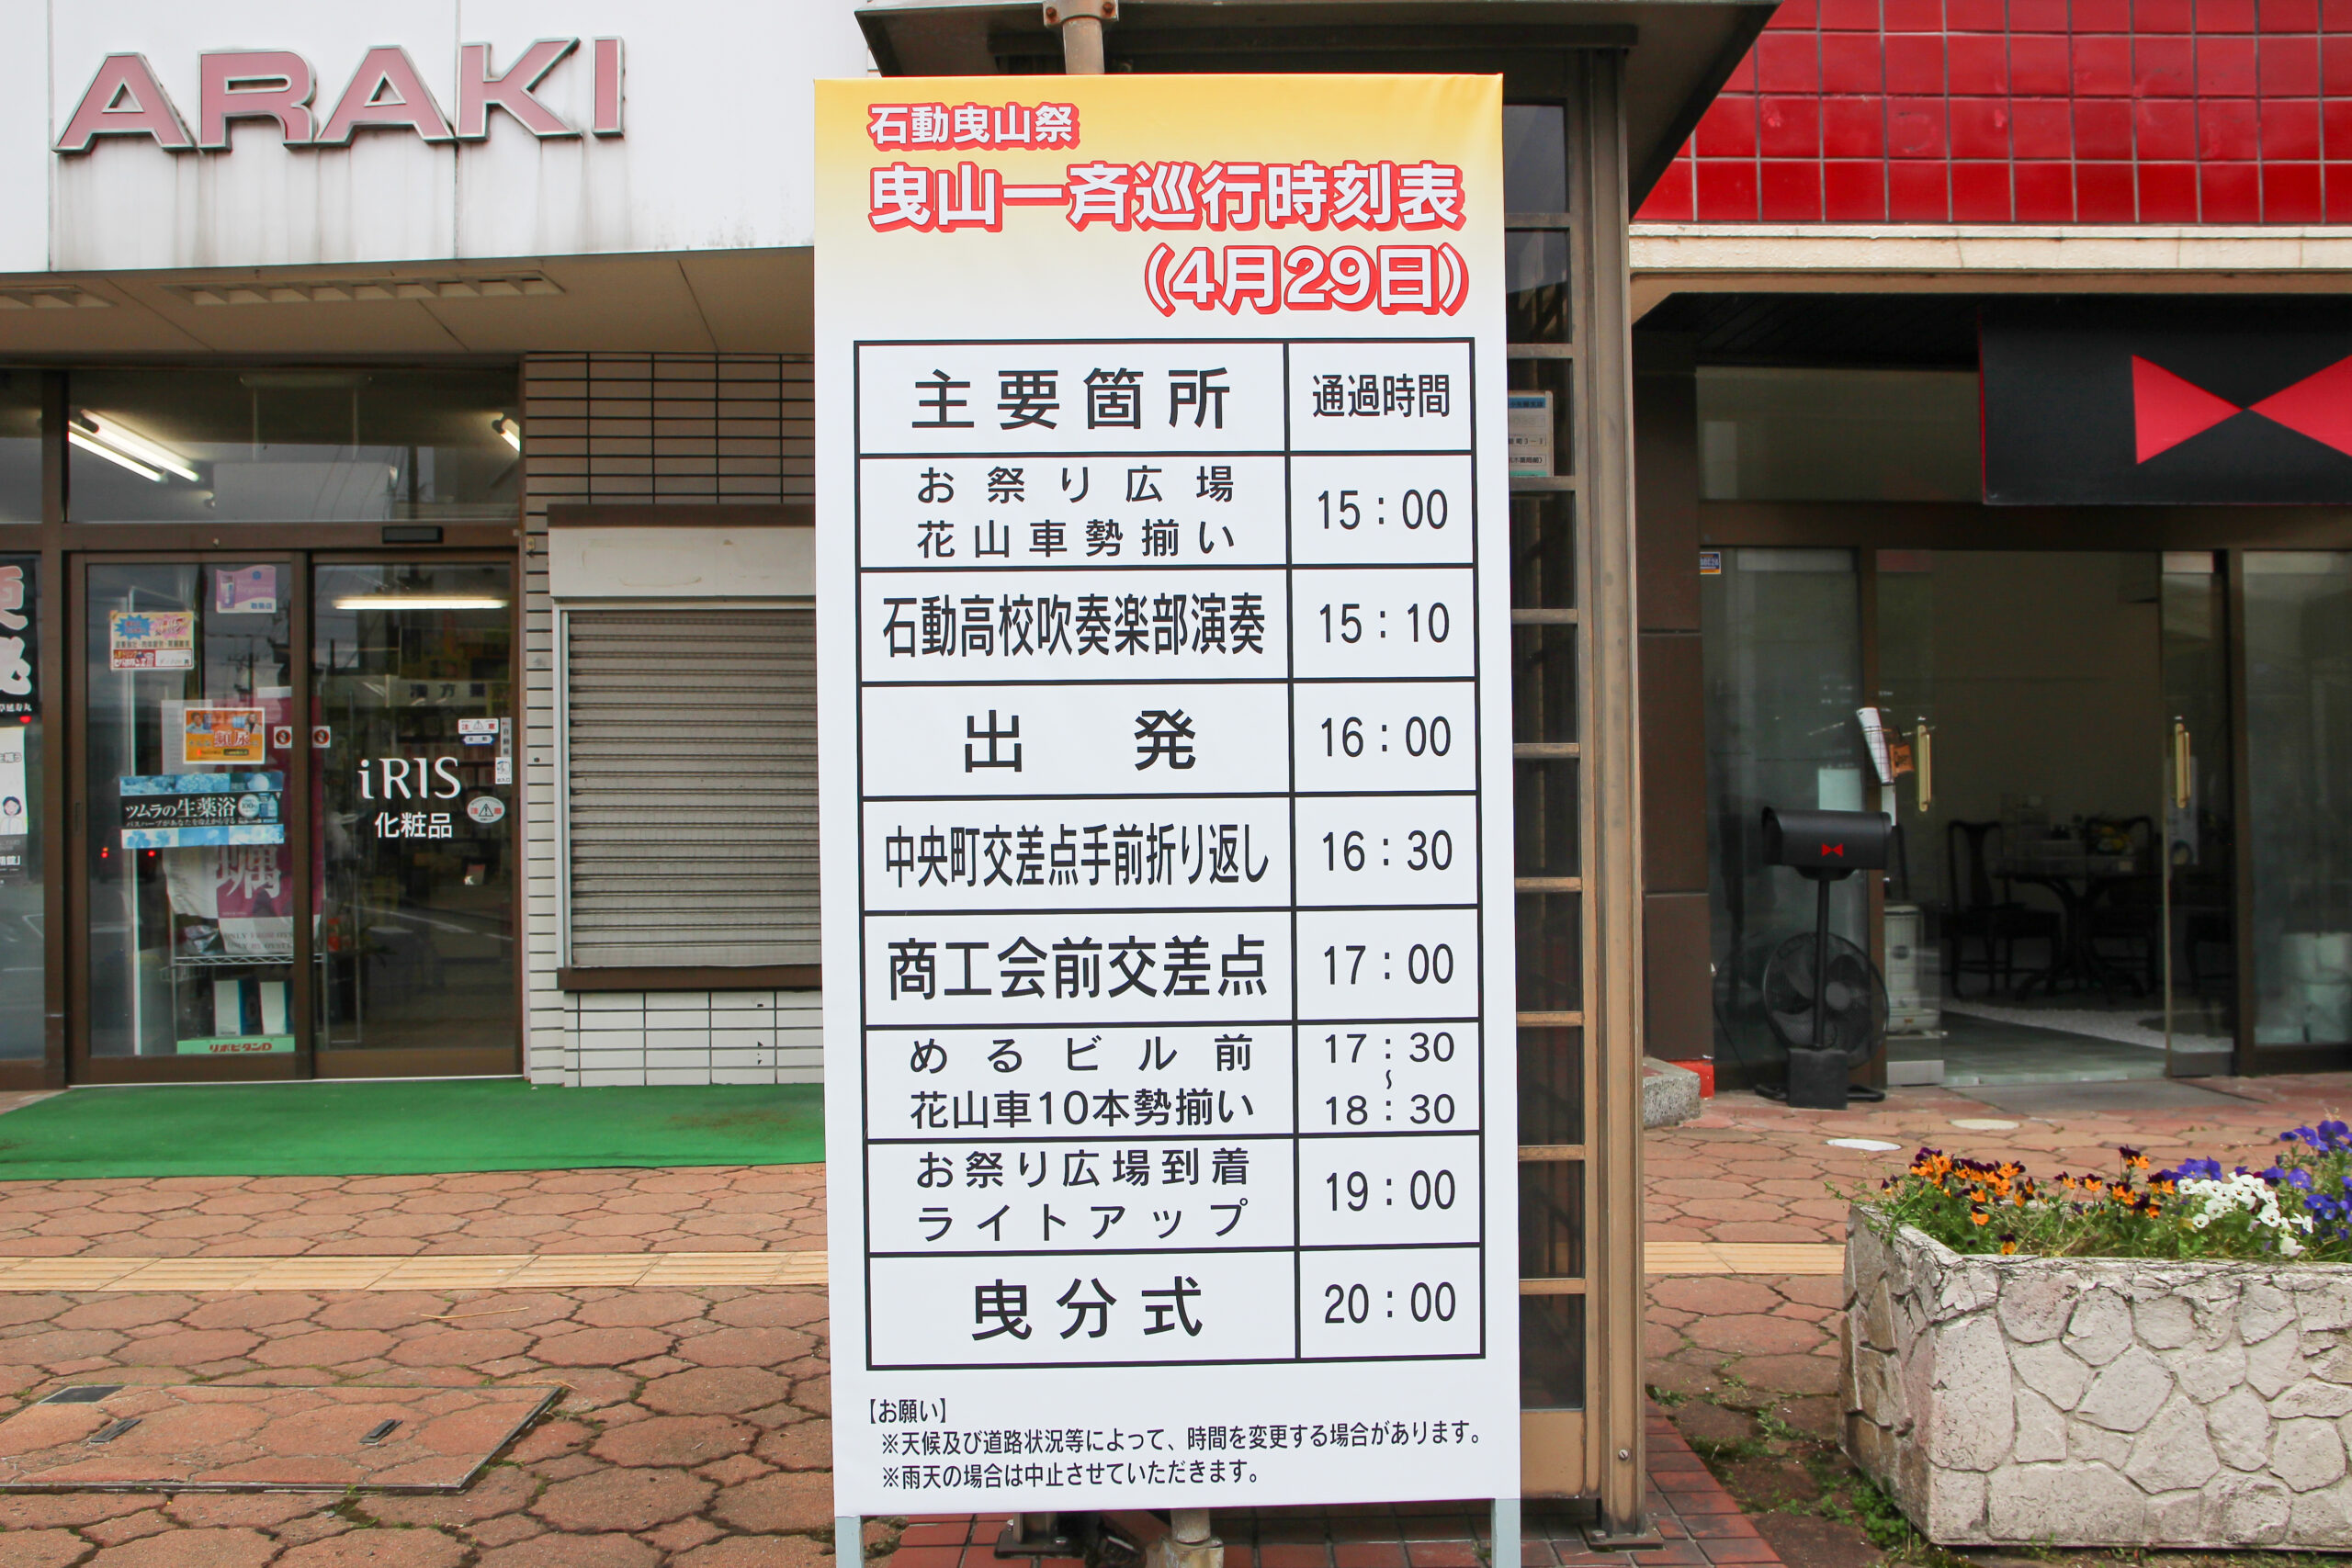 ARAKI
石動曳山祭
曳山一斉巡行時刻表
(4月29日)
主要箇所 通過時間
お祭り広場
花山車勢揃い 15:00
石動高校吹奏楽部演奏 15:10
出発 16:00
中央町交差点手前折り返し 16:30
商工会前交差点 17:00
めるビル前
花山車10本勢揃い 17:30～18:30
お祭り広場到着
ライトアップ 19:00
曳分式 20:00
【お願い】
※天候及び道路状況等によって、時間を変更する場合があります。
※雨天の場合は中止させていただきます。
iRIS
化粧品
ツムラの生薬浴
リポビタンD